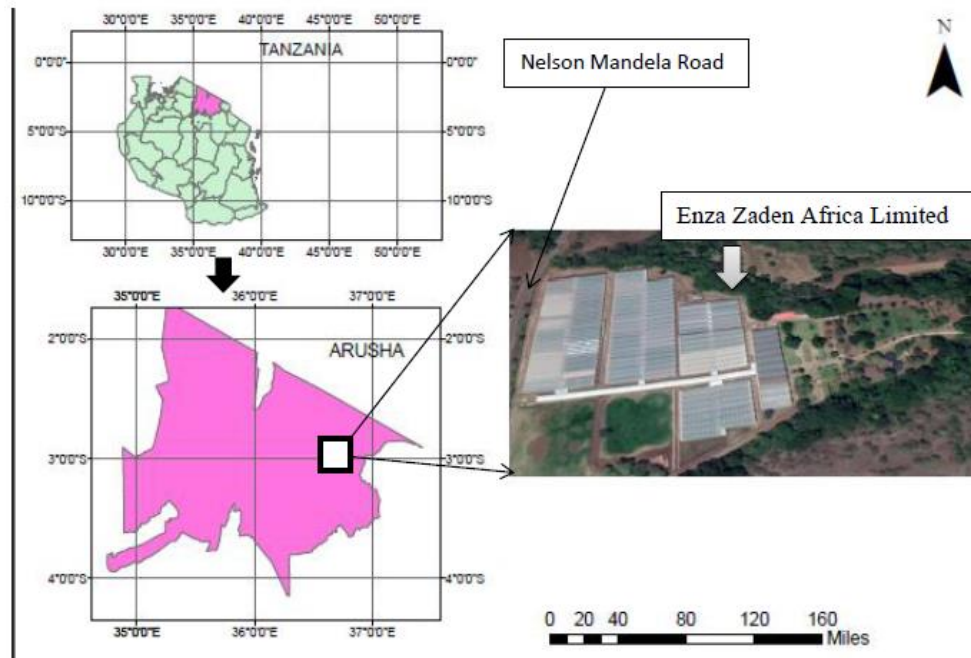 30°0'0"E 35°0'0"E 40°0'0"E 45°0'0"E 50°0'0"E
TANZANIA
0°0'0" 0°0'0"
5°0'0"S 5°0'0"S
10°0'0"S 10°0'0"S
30°0'0"E 35°0'0"E 40°0'0"E 45°0'0"E 50°0'0"E
Nelson Mandela Road
N
Enza Zaden Africa Limited
35°0'0"E 36°0'0"E 37°0'0"E
2°0'0"S 2°0'0"S
ARUSHA
3°0'0"S 3°0'0"S
4°0'0"S 4°0'0"S
35°0'0"E 36°0'0"E 37°0'0"E
0 20 40 80 120 160
Miles